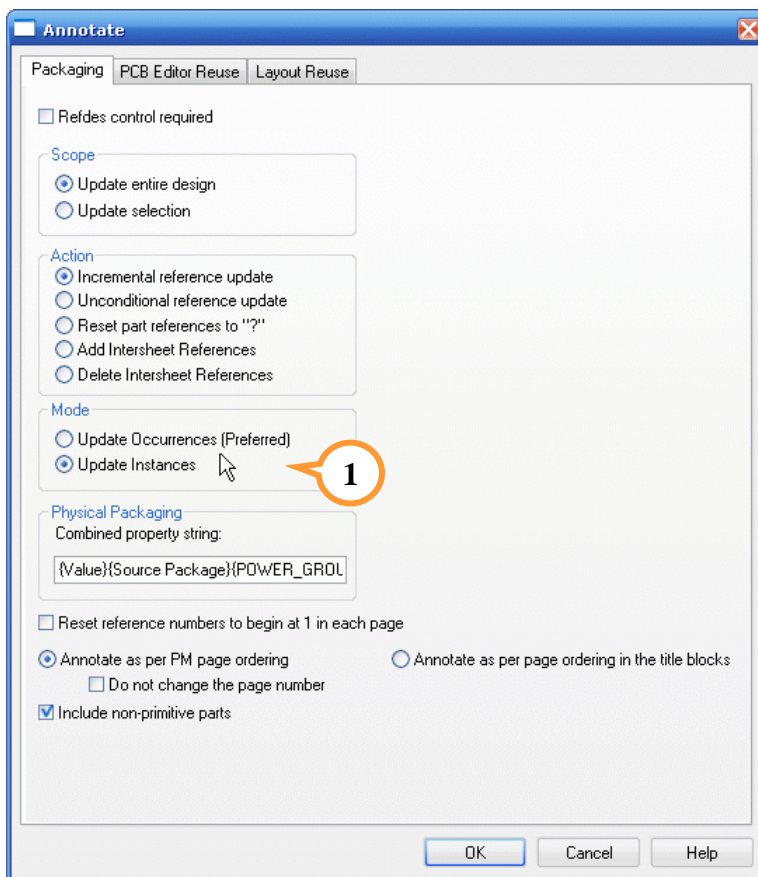 Annotate
Packaging PCB Editor Reuse Layout Reuse
Refdes control required
Scope
Update entire design
Update selection
Action
Incremental reference update
Unconditional reference update
Reset part references to "?"
Add Intersheet References
Delete Intersheet References
Mode
Update Occurrences (Preferred)
Update Instances
1
Physical Packaging
Combined property string:
{Value}{Source Package}{POWER_GROU
Reset reference numbers to begin at 1 in each page
Annotate as per PM page ordering Annotate as per page ordering in the title blocks
Do not change the page number
Include non-primitive parts
OK Cancel Help